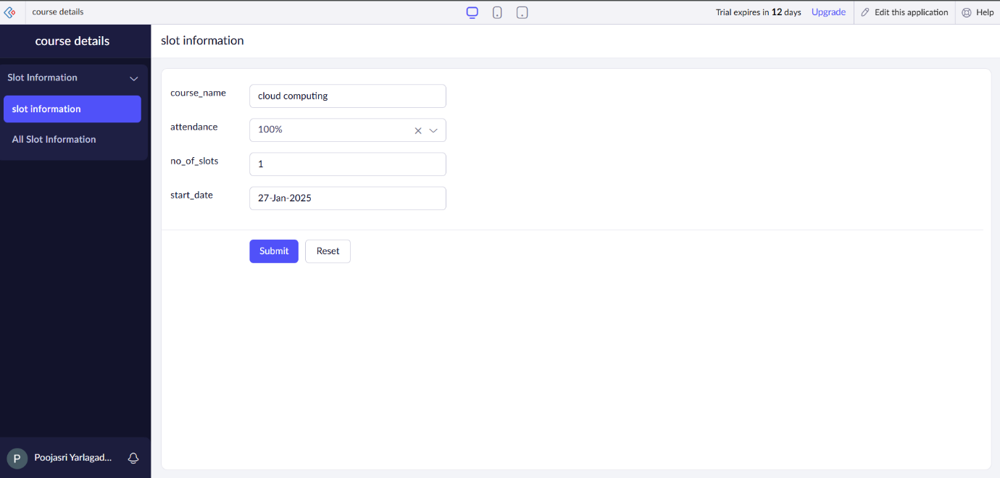 course details
Trial expires in 12 days Upgrade Edit this application Help
course details
slot information
Slot Information
slot information
All Slot Information
course_name cloud computing
attendance 100%
no_of_slots 1
start_date 27-Jan-2025
Submit Reset
P Poojasri Yarlagad...